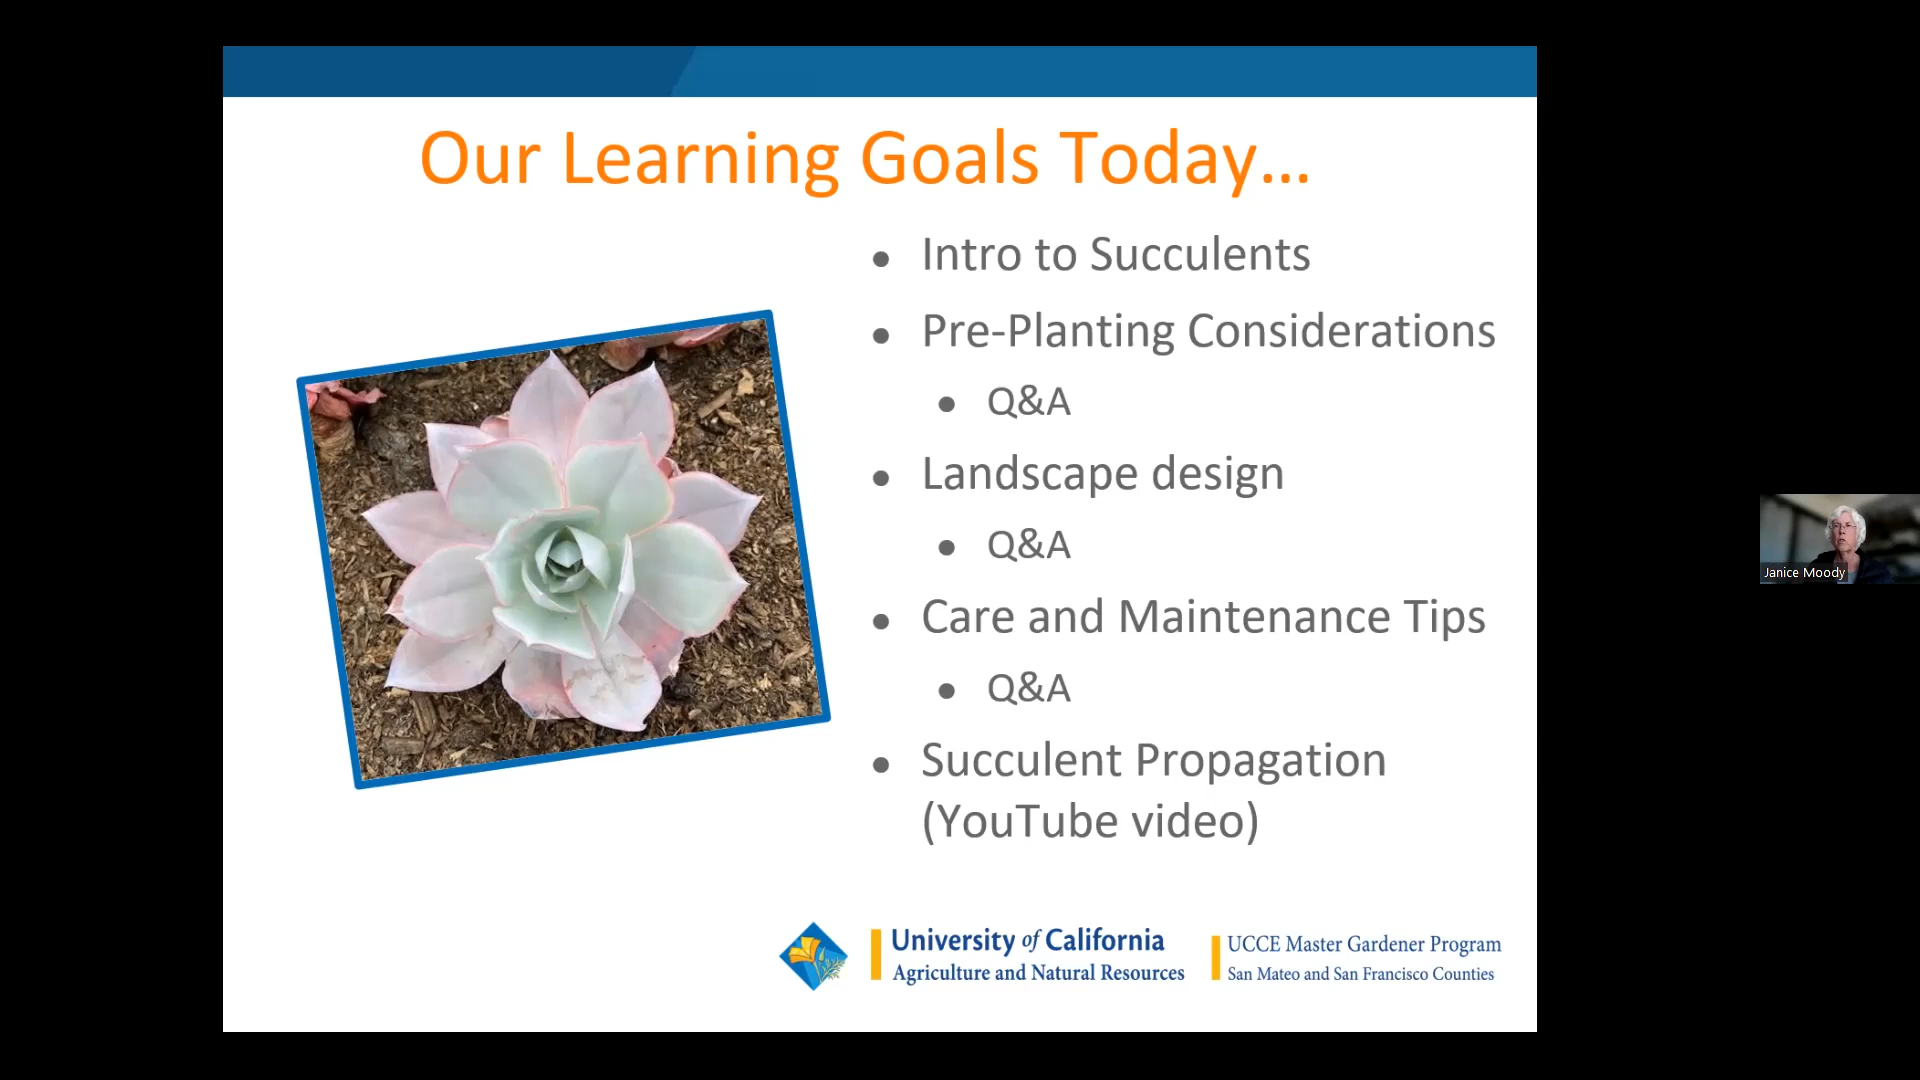 Our Learning Goals Today...
• Intro to Succulents
• Pre-Planting Considerations
• Q&A
• Landscape design
• Q&A
• Care and Maintenance Tips
• Q&A
• Succulent Propagation
(YouTube video)
University of California
Agriculture and Natural Resources
UCCE Master Gardener Program
San Mateo and San Francisco Counties
Janice Moody